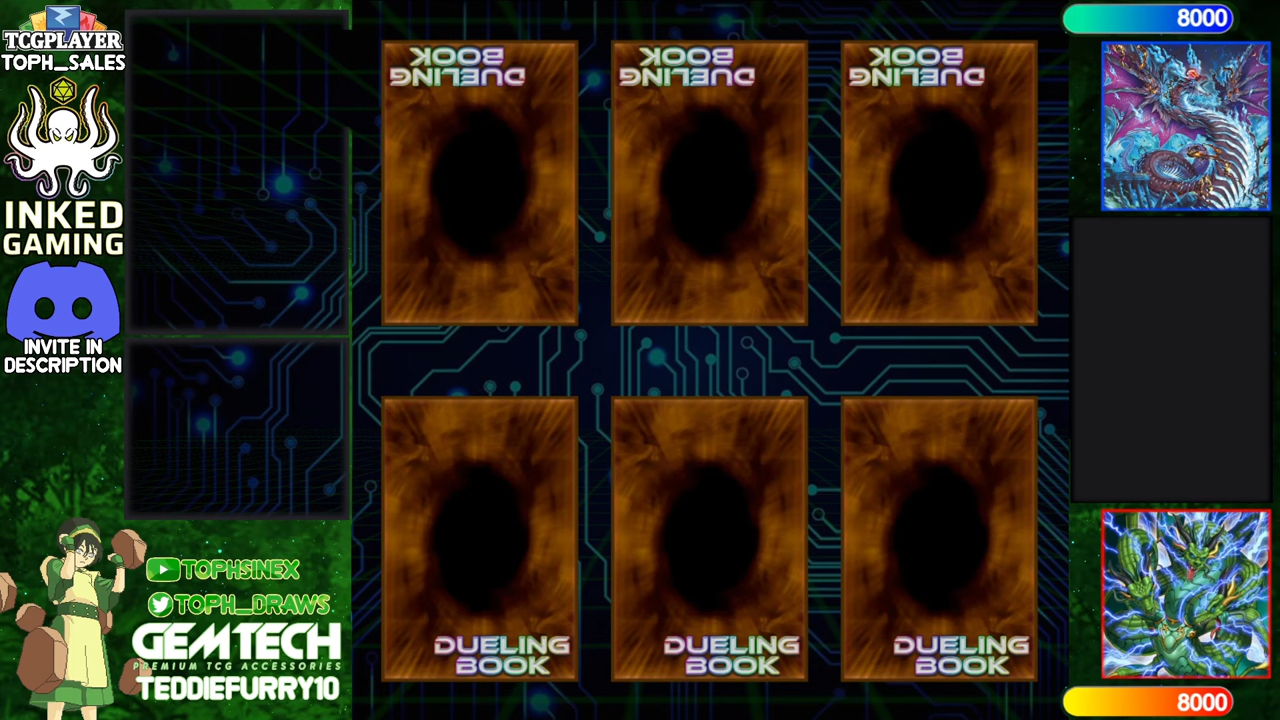 TCGPLAYER
TOPH_SALES
INKED
GAMING
INVITE IN
DESCRIPTION
DUELING
BOOK
DUELING
BOOK
DUELING
BOOK
8000
DUELING
BOOK
DUELING
BOOK
DUELING
BOOK
TOPHSINEX
TOPH_DRAWS
GEMTECH
PREMIUM TCG ACCESSORIES
TEDDIEFURRY10
8000